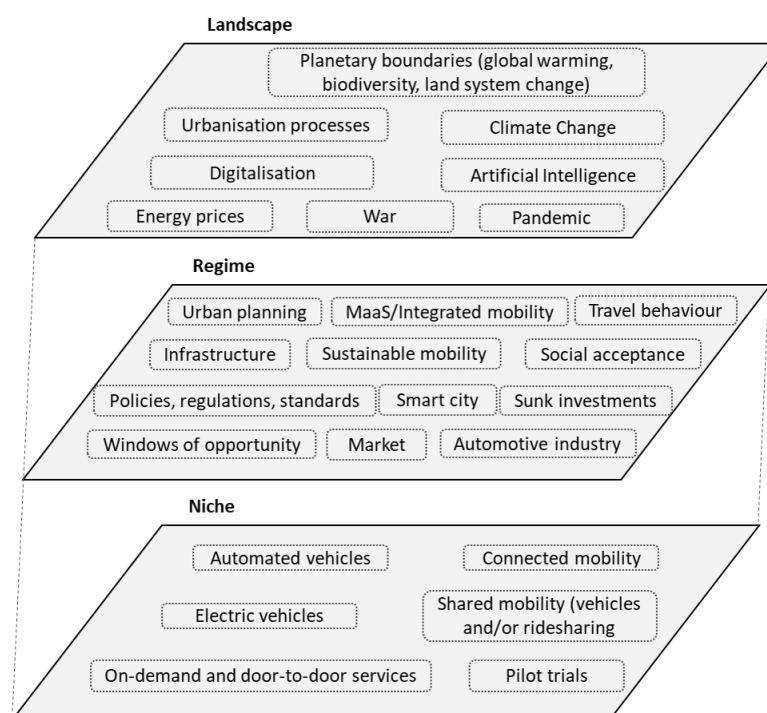 Landscape
Planetary boundaries (global warming,
biodiversity, land system change)
Urbanisation processes
Climate Change
Digitalisation
Artificial Intelligence
Energy prices
War
Pandemic
Regime
Urban planning
MaaS/Integrated mobility
Travel behaviour
Infrastructure
Sustainable mobility
Social acceptance
Policies, regulations, standards
Smart city
Sunk investments
Windows of opportunity
Market
Automotive industry
Niche
Automated vehicles
Connected mobility
Electric vehicles
Shared mobility (vehicles
and/or ridesharing
On-demand and door-to-door services
Pilot trials